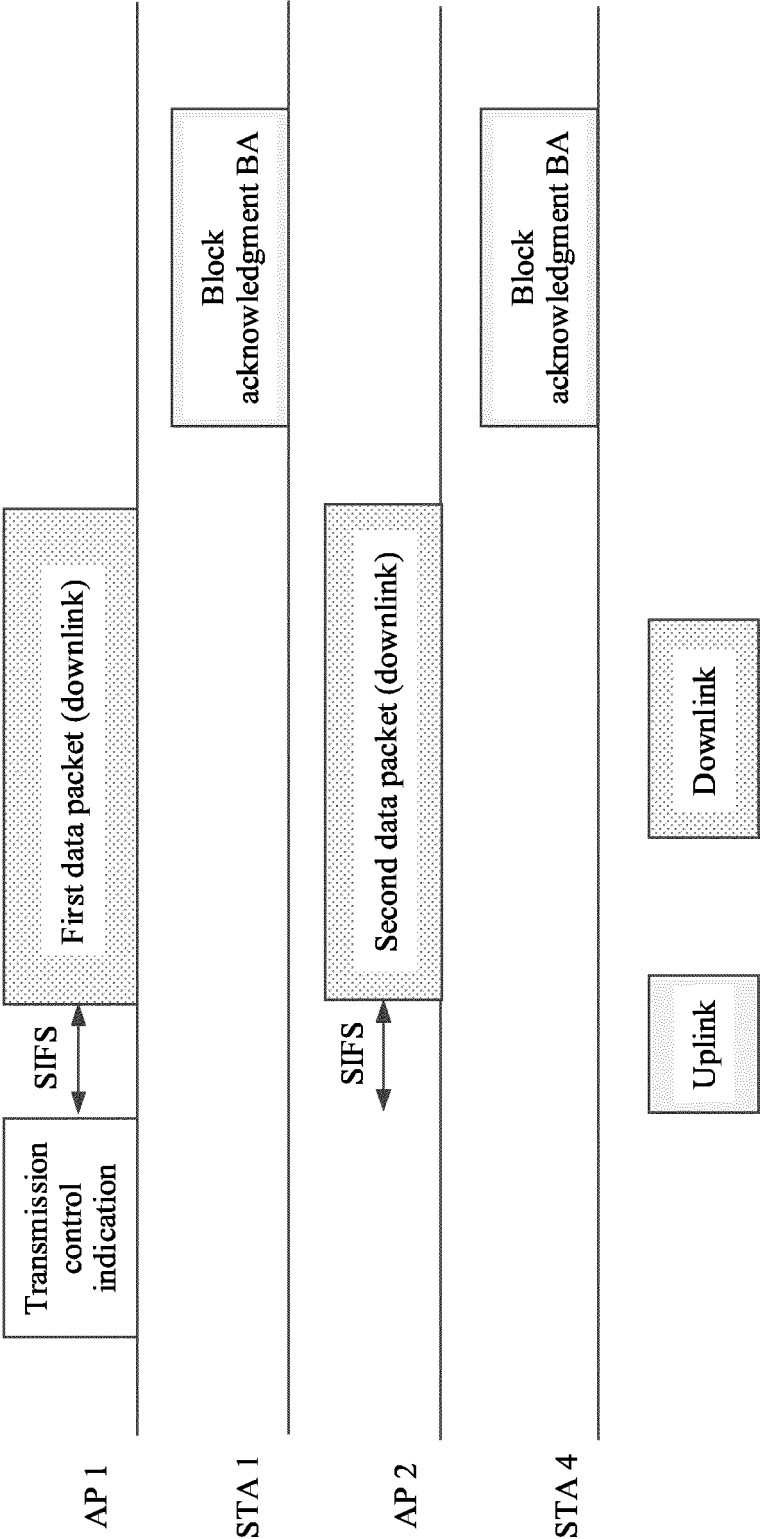 AP 1
Transmission
control
indication
SIFS
First data packet (downlink)
STA 1
Block
acknowledgment BA
AP 2
SIFS
Second data packet (downlink)
STA 4
Block
acknowledgment BA
Uplink
Downlink